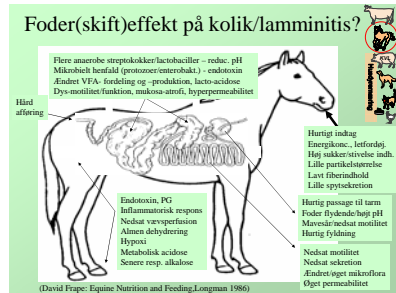 Foder(skift)effekt på kolik/lamminitis?
Flere anaerobe streptokokker/lactobaciller – reduc. pH
Mikrobielt henfald (protozoer/enterobakt.) - endotoxin
Ændret VFA- fordeling og –produktion, lacto-acidose
Dys-motilitet/funktion, mukosa-atrofi, hyperpermeabilitet
Hård
afføring
Hurtigt indtag
Energikonc., letfordøj.
Høj sukker/stivelse indh.
Lille partikelstørrelse
Lavt fiberindhold
Lille spytsekretion
Endotoxin, PG
Inflammatorisk respons
Nedsat vævsperfusion
Almen dehydrering
Hypoxi
Metabolisk acidose
Senere resp. alkalose
Hurtig passage til tarm
Foder flydende/højt pH
Mavesår/nedsat motilitet
Hurtig fyldning
Nedsat motilitet
Nedsat sekretion
Ændret/øget mikroflora
Øget permeabilitet
(David Frape: Equine Nutrition and Feeding,Longman 1986)
KVL
Husdyrernæring